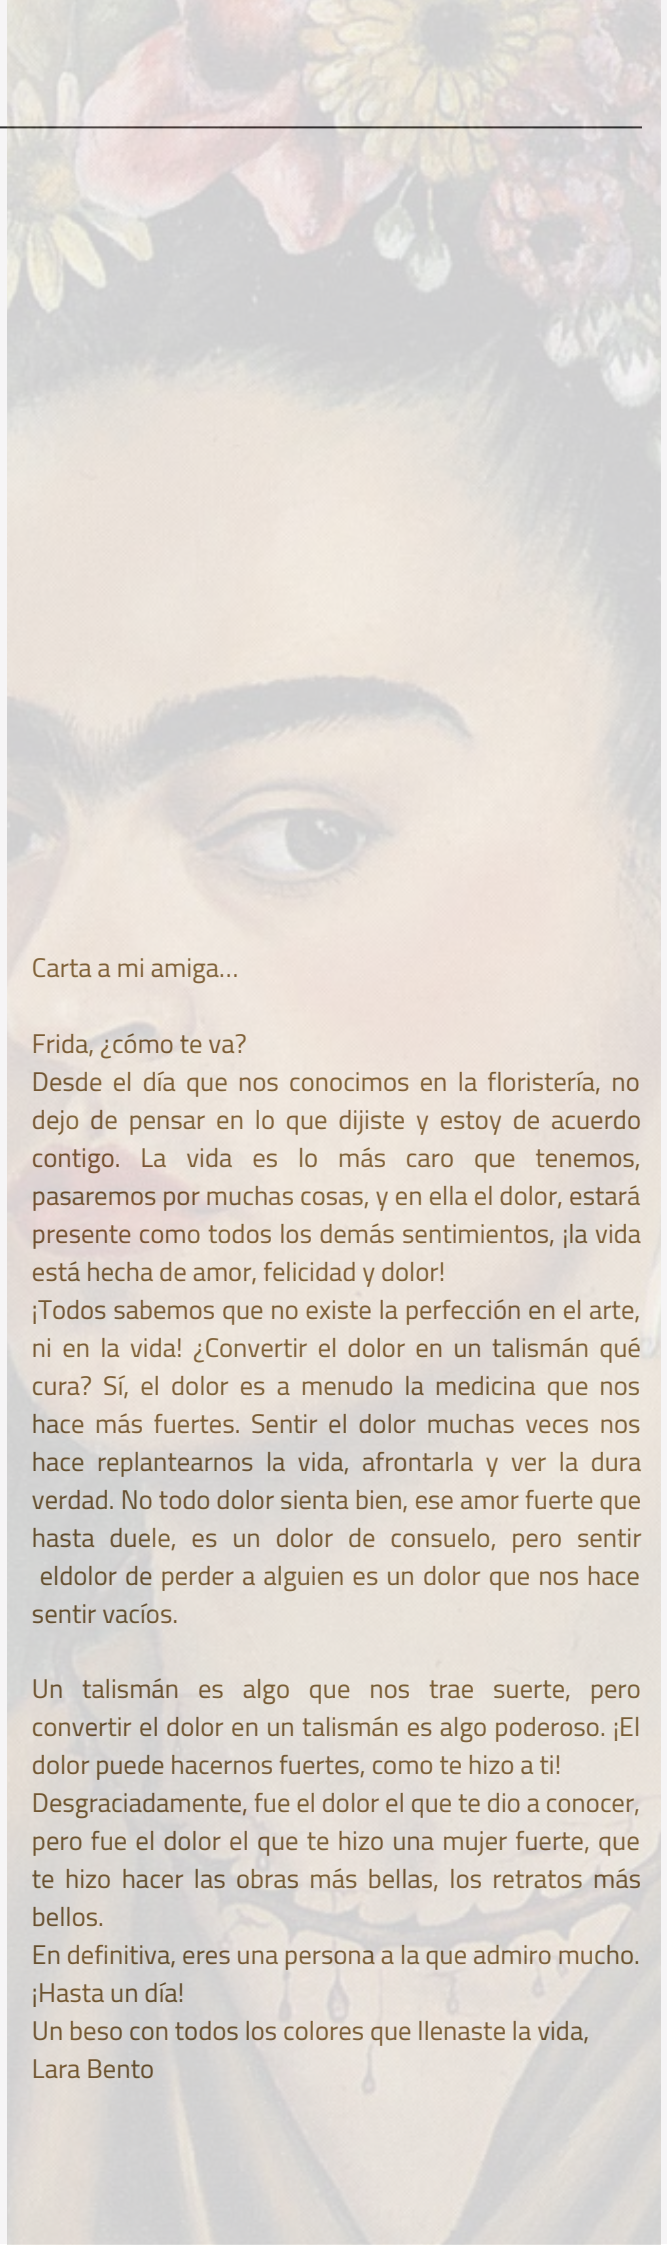 Carta a mi amiga...
Frida, ¿cómo te va?
Desde el día que nos conocimos en la floristería, no
dejo de pensar en lo que dijiste y estoy de acuerdo
contigo. La vida es lo más caro que tenemos,
pasaremos por muchas cosas, y en ella el dolor, estará
presente como todos los demás sentimientos, ¡la vida
está hecha de amor, felicidad y dolor!
¡Todos sabemos que no existe la perfección en el arte,
ni en la vida! ¿Convertir el dolor en un talismán qué
cura? Sí, el dolor es a menudo la medicina que nos
hace más fuertes. Sentir el dolor muchas veces nos
hace replantearnos la vida, afrontarla y ver la dura
verdad. No todo dolor sienta bien, ese amor fuerte que
hasta duele, es un dolor de consuelo, pero sentir
eldolor de perder a alguien es un dolor que nos hace
sentir vacíos.
Un talismán es algo que nos trae suerte, pero
convertir el dolor en un talismán es algo poderoso. ¡El
dolor puede hacernos fuertes, como te hizo a ti!
Desgraciadamente, fue el dolor el que te dio a conocer,
pero fue el dolor el que te hizo una mujer fuerte, que
te hizo hacer las obras más bellas, los retratos más
bellos.
En definitiva, eres una persona a la que admiro mucho.
¡Hasta un día!
Un beso con todos los colores que llenaste la vida,
Lara Bento